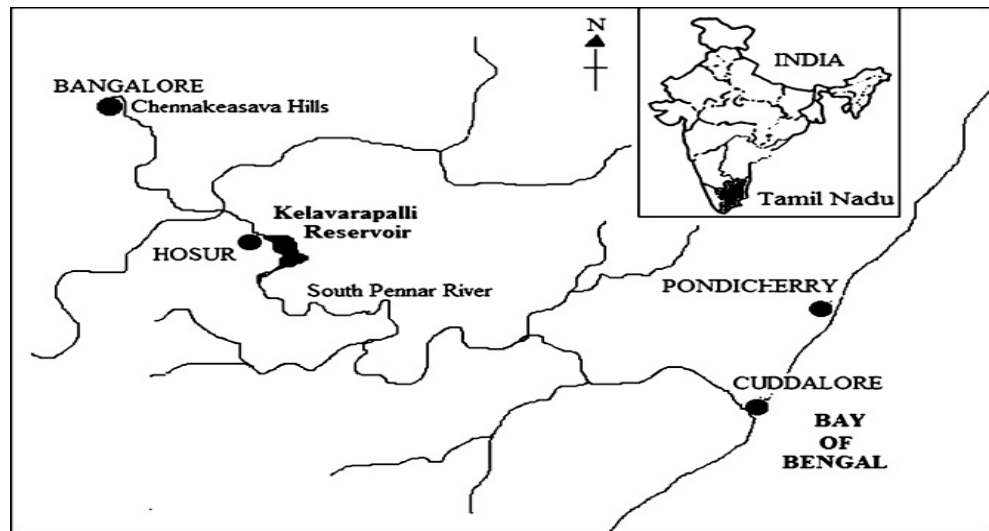 N
INDIA
Tamil Nadu
BANGALORE
Chennakeasava Hills
Kelavarapalli
Reservoir
HOSUR
South Pennar River
PONDICHERRY
CUDDALORE
BAY
OF
BENGAL